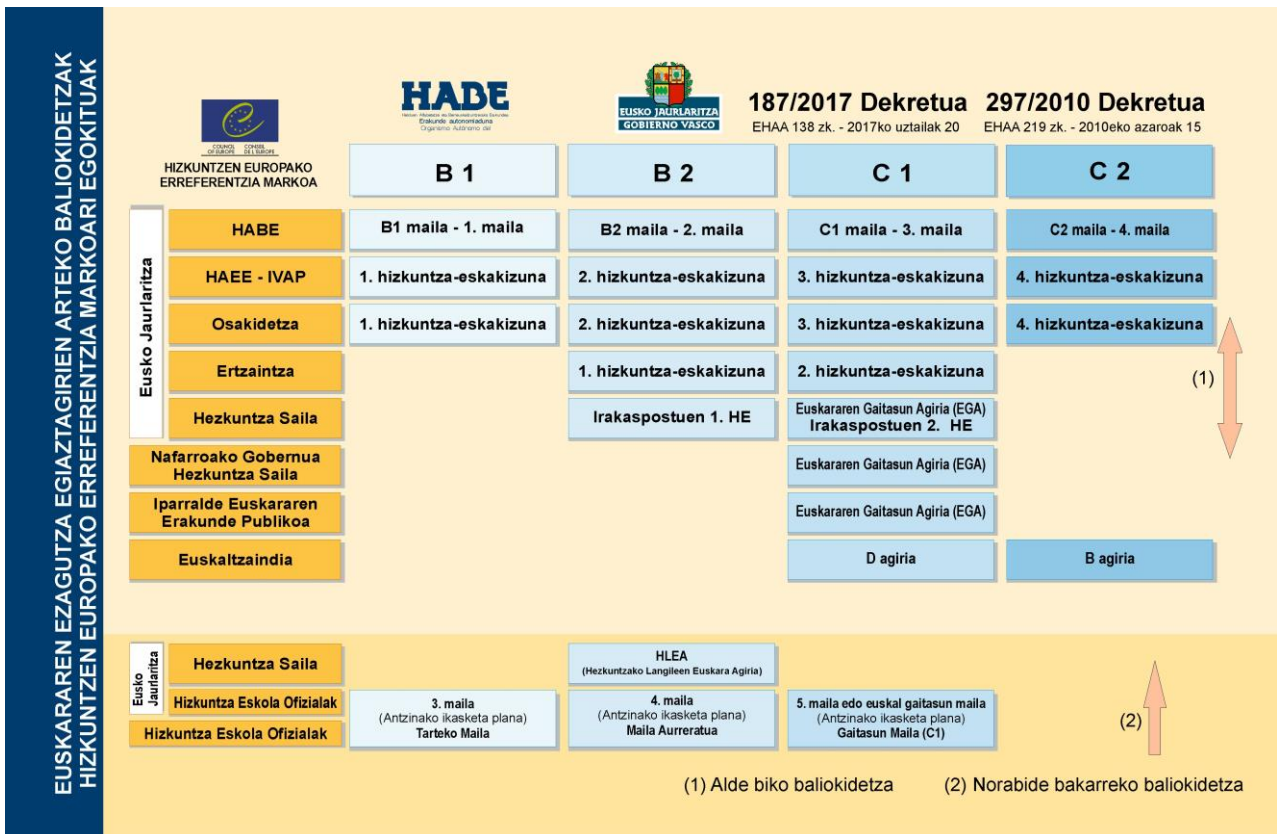 EUSKARAREN EZAGUTZA EGIAZTAGIRIEN ARTEKO BALIOKIDETZAK
HIZKUNTZEN EUROPAKO ERREFERENTZIA MARKOARI EGOKITUAK
COUNCIL OF EUROPE
CONSEIL DE L'EUROPE
HIZKUNTZEN EUROPAKO
ERREFERENTZIA MARKOA
HABE
Erakunde autonomiaduna
Organismo Autónomo del
EUSKO JAURLARITZA
GOBIERNO VASCO
187/2017 Dekretua
EHAA 138 zk. - 2017ko uztailak 20
297/2010 Dekretua
EHAA 219 zk. - 2010eko azaroak 15
B 1
B 2
C 1
C 2
Eusko Jaurlaritza
HABE
B1 maila - 1. maila
B2 maila - 2. maila
C1 maila - 3. maila
C2 maila - 4. maila
HAEE - IVAP
1. hizkuntza-eskakizuna
2. hizkuntza-eskakizuna
3. hizkuntza-eskakizuna
4. hizkuntza-eskakizuna
Osakidetza
1. hizkuntza-eskakizuna
2. hizkuntza-eskakizuna
3. hizkuntza-eskakizuna
4. hizkuntza-eskakizuna
Ertzaintza
1. hizkuntza-eskakizuna
2. hizkuntza-eskakizuna
(1)
Hezkuntza Saila
Irakaspostuen 1. HE
Euskararen Gaitasun Agiria (EGA)
Irakaspostuen 2. HE
Nafarroako Gobernua
Hezkuntza Saila
Euskararen Gaitasun Agiria (EGA)
Iparralde Euskararen
Erakunde Publikoa
Euskararen Gaitasun Agiria (EGA)
Euskaltzaindia
D agiria
B agiria
Eusko
Jaurlaritza
Hezkuntza Saila
HLEA
(Hezkuntzako Langileen Euskara Agiria)
Hizkuntza Eskola Ofizialak
Hizkuntza Eskola Ofizialak
3. maila
(Antzinako ikasketa plana)
Tarteko Maila
4. maila
(Antzinako ikasketa plana)
Maila Aurreratua
5. maila edo euskal gaitasun maila
(Antzinako ikasketa plana)
Gaitasun Maila (C1)
(2)
(1) Alde biko baliokidetza
(2) Norabide bakarreko baliokidetza